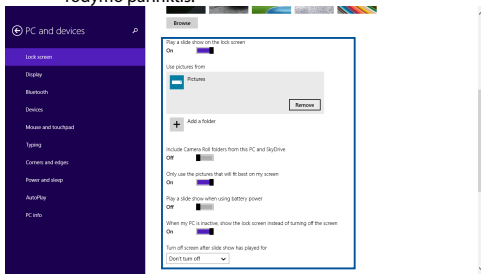 rodymo parinktis.
PC and devices
Lock screen
Display
Bluetooth
Devices
Mouse and touchpad
Typing
Corners and edges
Power and sleep
AutoPlay
PC info
Browse
Play a slide show on the lock screen
On
Use pictures from
Pictures
Remove
Add a folder
Include Camera Roll folders from this PC and SkyDrive
Off
Only use the pictures that will fit best on my screen
On
Play a slide show when using battery power
Off
When my PC is inactive, show the lock screen instead of turning off the screen
On
Turn off screen after slide show has played for
Don't turn off